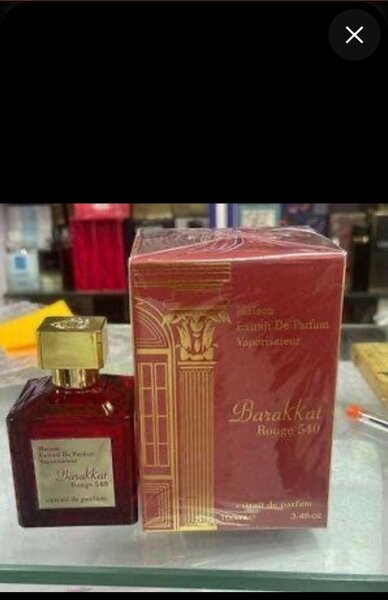 Maison
Extrait De Parfum
Vaporisateur
Barakkat
Rouge 540
extrait de parfum
3.4fl.oz
Maison
Extrait De Parfum
Vaporisateur
Barakkat
Rouge 540
extrait de parfum